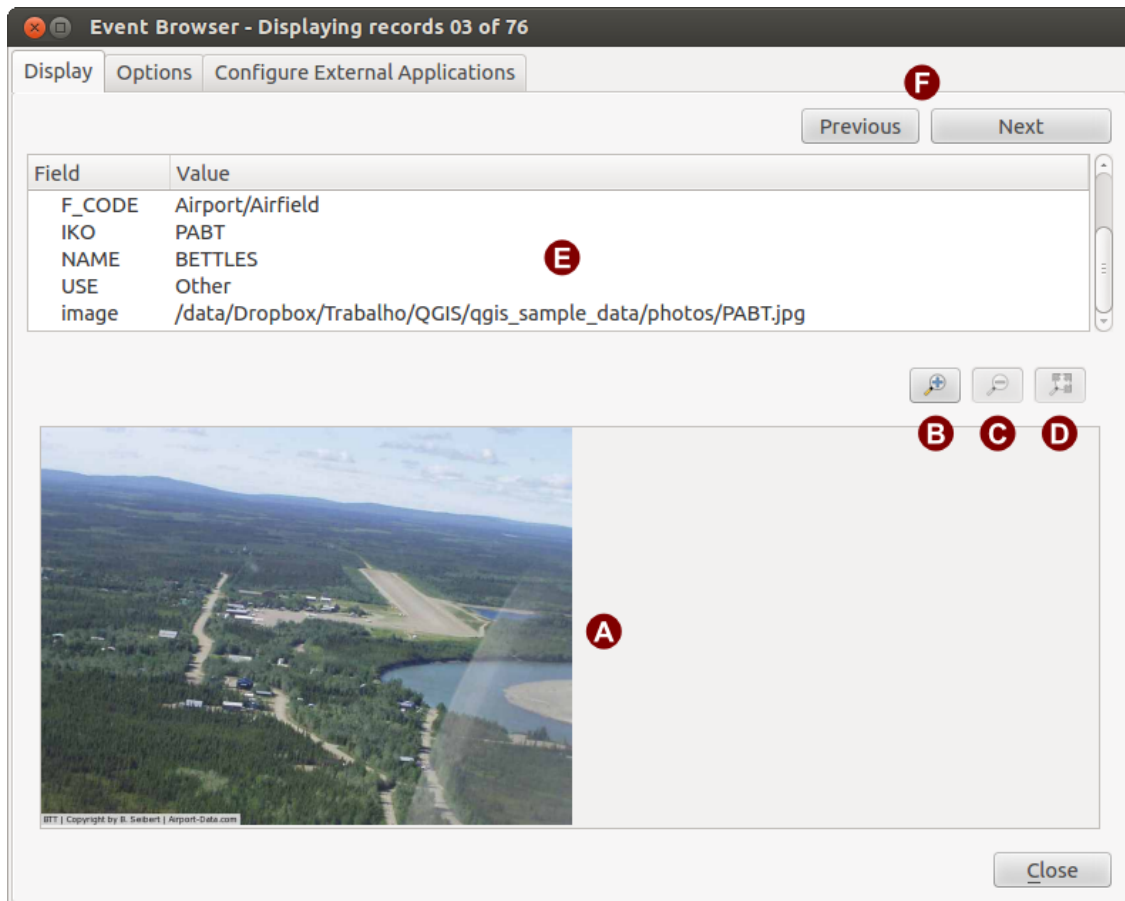 Event Browser - Displaying records 03 of 76
Display Options Configure External Applications
F
Previous Next
Field Value
F_CODE Airport/Airfield
IKO PABT
NAME BETTLES
E
USE Other
image /data/Dropbox/Trabalho/QGIS/qgis_sample_data/photos/PABT.jpg
B C D
A
BTT | Copyright by B. Seibert | Airport-Data.com
Close